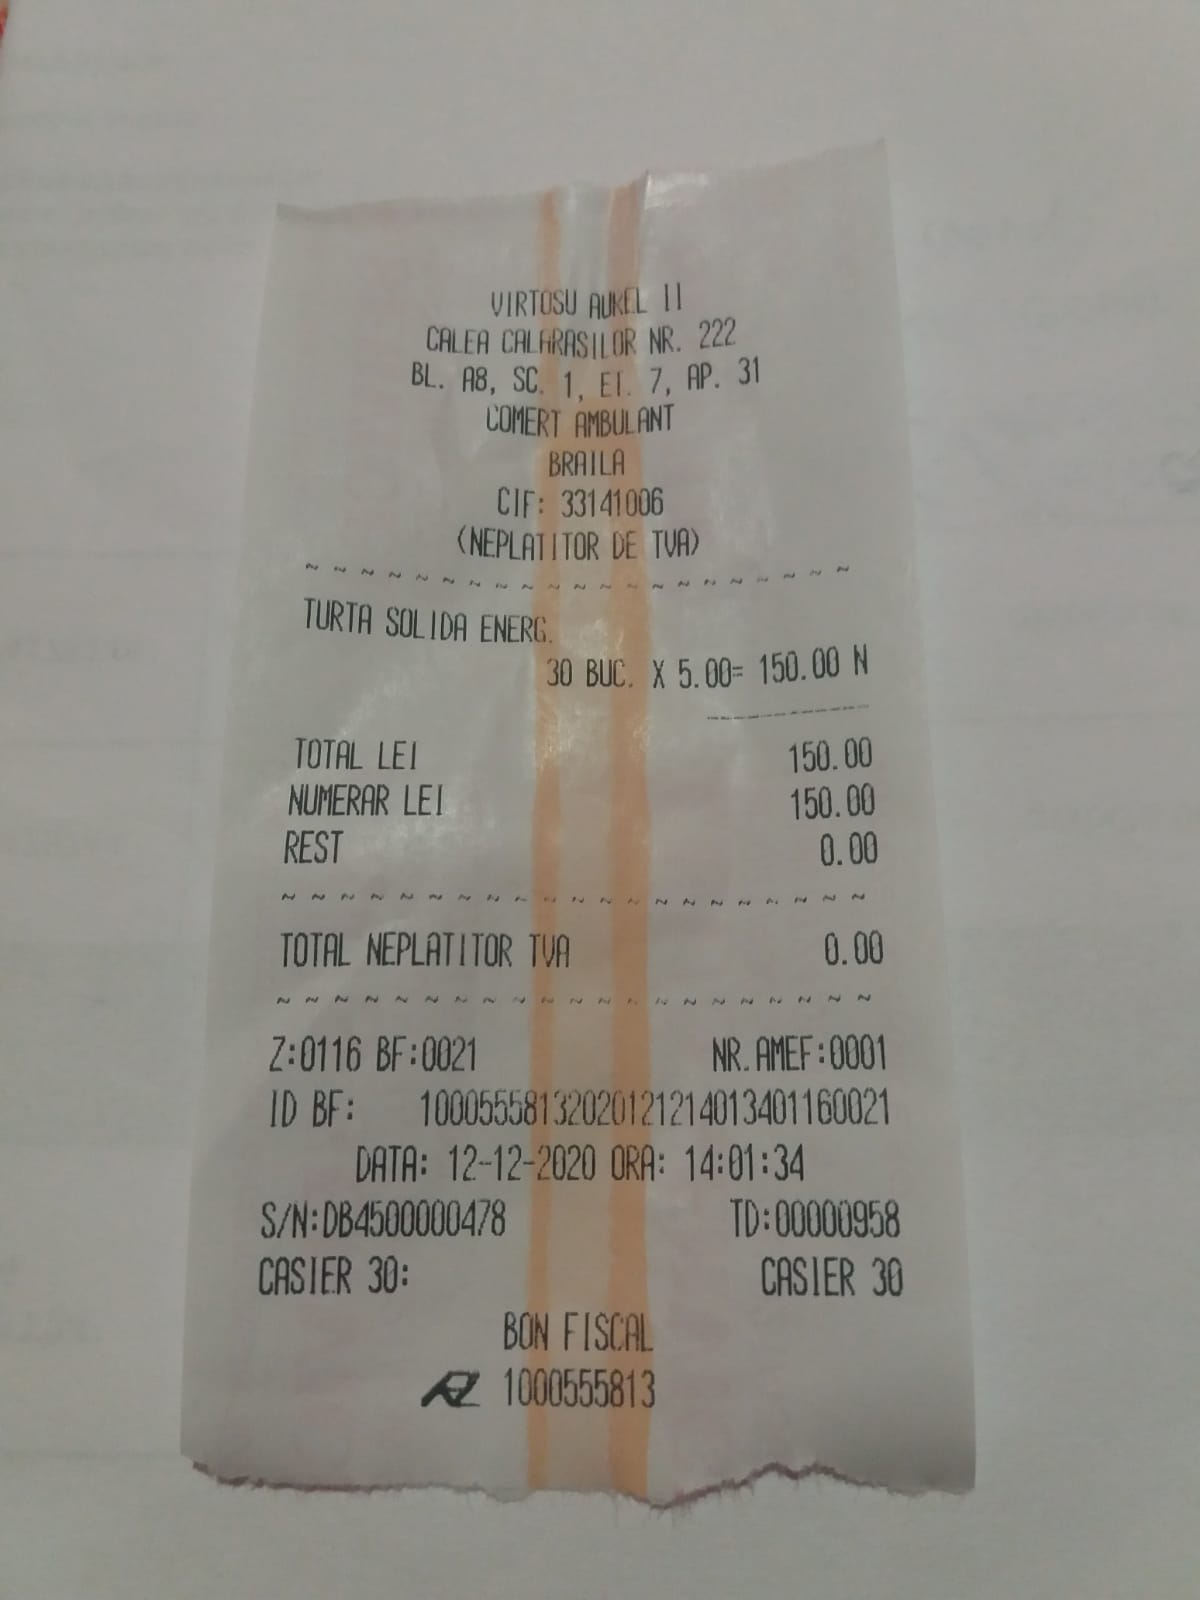 VIRTOSU AUREL II
CALEA CALARASILOR NR. 222
BL. A8, SC. 1, ET. 7, AP. 31
COMERT AMBULANT
BRAILA
CIF: 33141006
(NEPLATITOR DE TVA)
~ ~ ~ ~ ~ ~ ~ ~ ~ ~ ~ ~ ~ ~ ~ ~ ~ ~ ~ ~
TURTA SOLIDA ENERG.
30 BUC. X 5.00= 150.00 N
------------
TOTAL LEI 150.00
NUMERAR LEI 150.00
REST 0.00
~ ~ ~ ~ ~ ~ ~ ~ ~ ~ ~ ~ ~ ~ ~ ~ ~ ~ ~ ~
TOTAL NEPLATITOR TVA 0.00
~ ~ ~ ~ ~ ~ ~ ~ ~ ~ ~ ~ ~ ~ ~ ~ ~ ~ ~ ~
Z:0116 BF:0021 NR.AMEF:0001
ID BF: 1000555813202012121401340116​0021
DATA: 12-12-2020 ORA: 14:01:34
S/N:DB4500000478 TD:00000958
CASIER 30: CASIER 30
BON FISCAL
1000555813